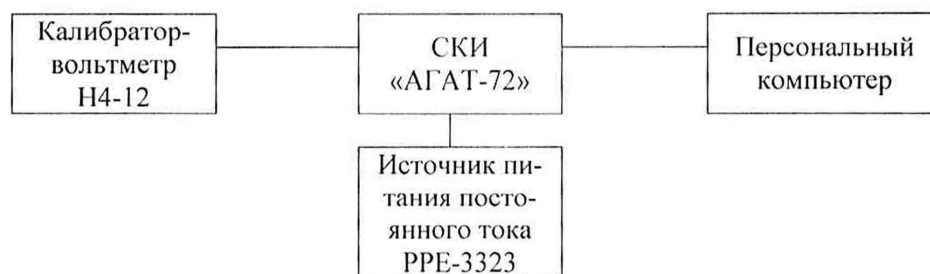 Калибратор-
вольтметр
Н4-12
СКИ
«АГАТ-72»
Персональный
компьютер
Источник пи-
тания посто-
янного тока
PPE-3323